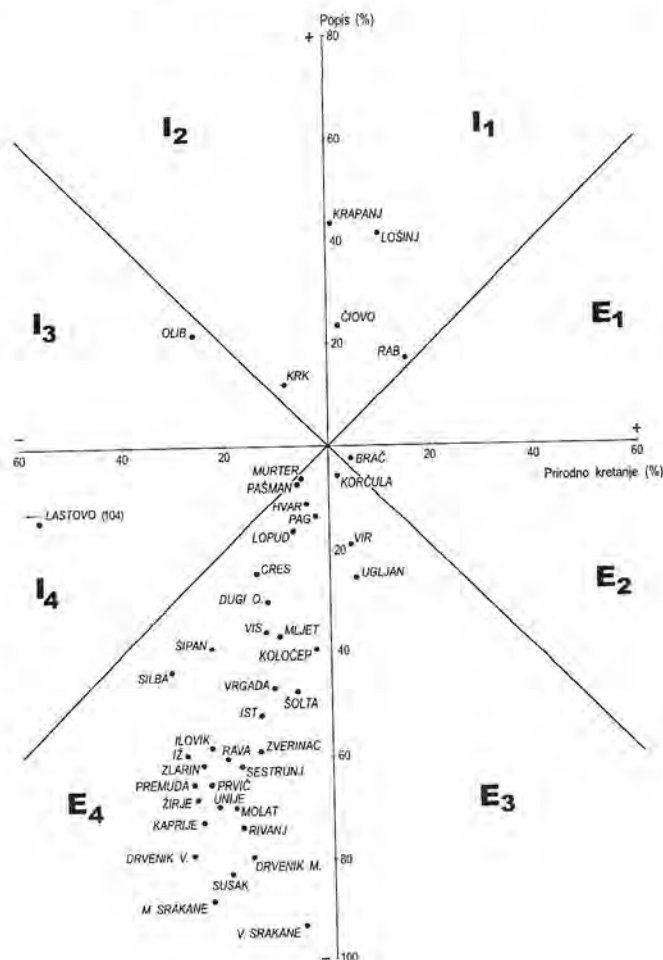 Popis (%)
+
80
I2
I1
60
KRAPANJ
LOŠINJ
40
I3
E1
ČIOVO
OLIB
20
RAB
KRK
−
+
60
40
20
20
40
60
BRAČ
Prirodno kretanje (%)
MURTER
KORČULA
PAŠMAN
HVAR
PAG
LASTOVO (104)
LOPUD
VIR
20
CRES
UGLJAN
I4
E2
DUGI O.
VIS
MLJET
ŠIPAN
KOLOČEP
40
SILBA
VRGADA
ŠOLTA
IST
ILOVIK
ZVERINAC
IŽ
RAVA
60
ZLARIN
SESTRUNJ
PREMUDA
PRVIĆ
E4
ŽIRJE
UNIJE
E3
MOLAT
KAPRIJE
RIVANJ
DRVENIK V.
DRVENIK M.
80
SUSAK
M SRAKANE
V. SRAKANE
−
100